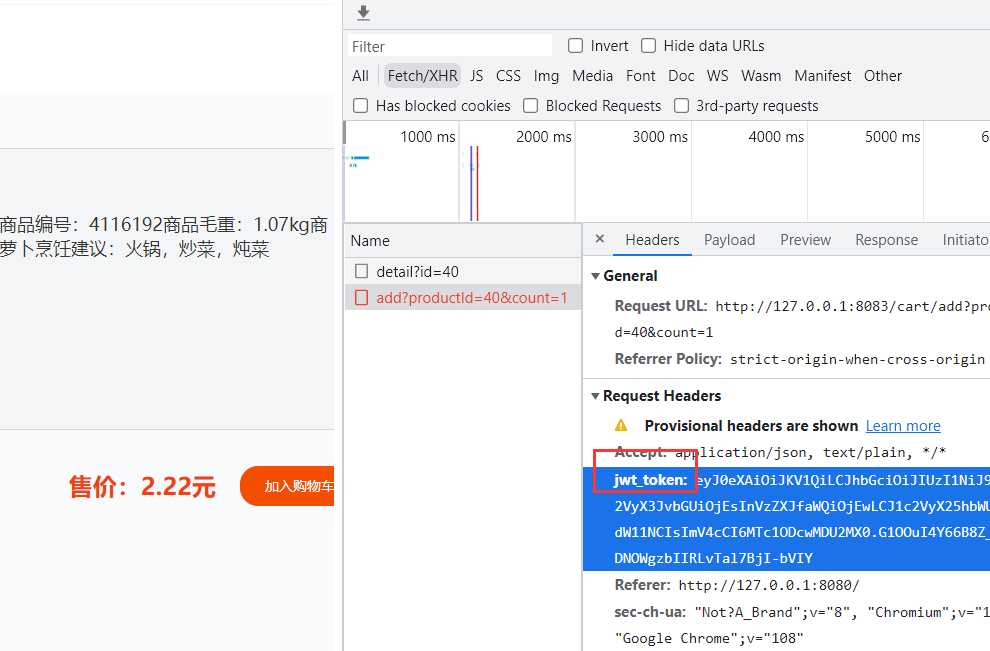 Filter
Invert
Hide data URLs
All
Fetch/XHR
JS
CSS
Img
Media
Font
Doc
WS
Wasm
Manifest
Other
Has blocked cookies
Blocked Requests
3rd-party requests
1000 ms
2000 ms
3000 ms
4000 ms
5000 ms
6
商品编号：4116192商品毛重：1.07kg商
萝卜烹饪建议：火锅，炒菜，炖菜
售价：2.22元
加入购物车
Name
detail?id=40
add?productId=40&count=1
Headers
Payload
Preview
Response
Initiato
General
Request URL: http://127.0.0.1:8083/cart/add?pro
d=40&count=1
Referrer Policy: strict-origin-when-cross-origin
Request Headers
Provisional headers are shown Learn more
Accept: application/json, text/plain, */*
jwt_token: eyJ0eXAiOiJKV1QiLCJhbGciOiJIUzI1NiJ9
2VyX3JvbGUiOjEsInVzZXJfaWQiOjEwLCJ1c2VyX25hbWU
dW11NCIsImV4cCI6MTc1ODcwMDU2MX0.G1OOuI4Y66B8Z_
DNOWgzbIIRLvTal7BjI-bVIY
Referer: http://127.0.0.1:8080/
sec-ch-ua: "Not?A_Brand";v="8", "Chromium";v="1
"Google Chrome";v="108"